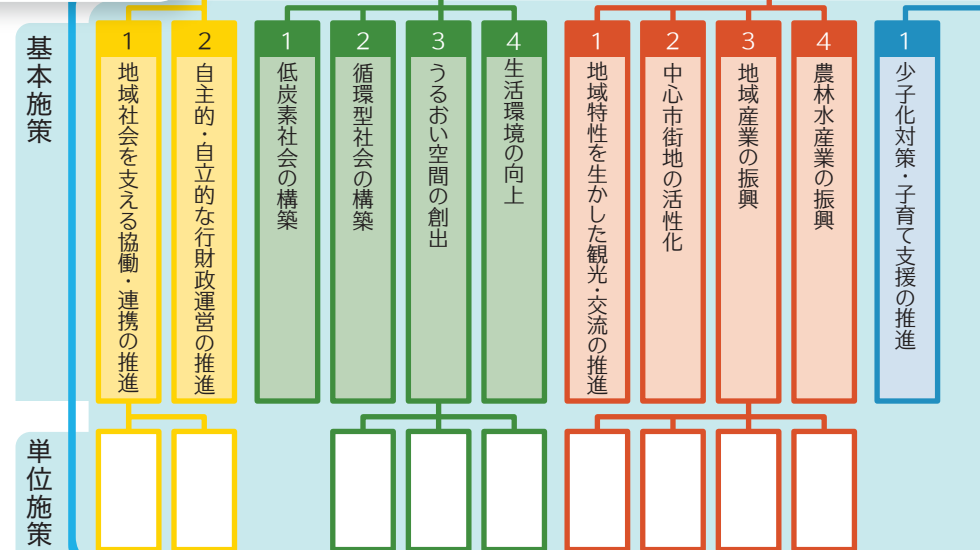 基本施策
1
地域社会を支える協働・連携の推進
2
自主的・自立的な行財政運営の推進
1
低炭素社会の構築
2
循環型社会の構築
3
うるおい空間の創出
4
生活環境の向上
1
地域特性を生かした観光・交流の推進
2
中心市街地の活性化
3
地域産業の振興
4
農林水産業の振興
1
少子化対策・子育て支援の推進
単位施策